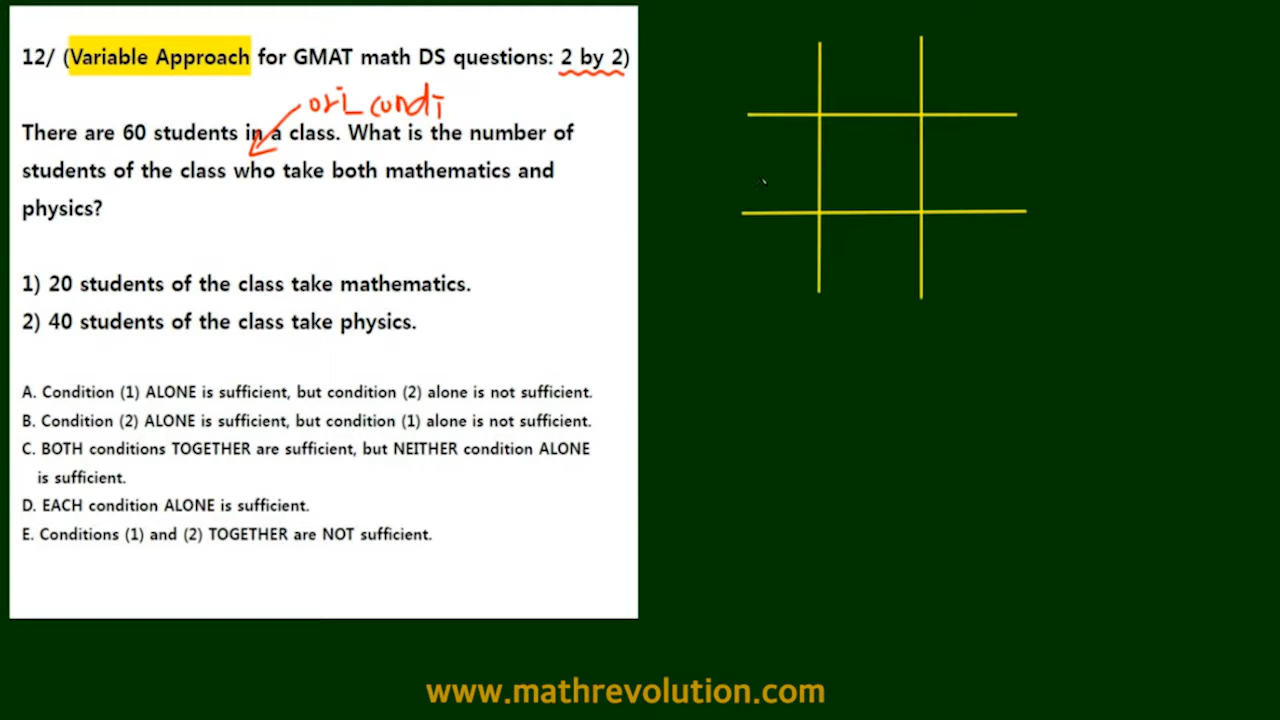 12/ (Variable Approach for GMAT math DS questions: 2 by 2)
ori condi
There are 60 students in a class. What is the number of
students of the class who take both mathematics and
physics?
1) 20 students of the class take mathematics.
2) 40 students of the class take physics.
A. Condition (1) ALONE is sufficient, but condition (2) alone is not sufficient.
B. Condition (2) ALONE is sufficient, but condition (1) alone is not sufficient.
C. BOTH conditions TOGETHER are sufficient, but NEITHER condition ALONE
is sufficient.
D. EACH condition ALONE is sufficient.
E. Conditions (1) and (2) TOGETHER are NOT sufficient.
www.mathrevolution.com